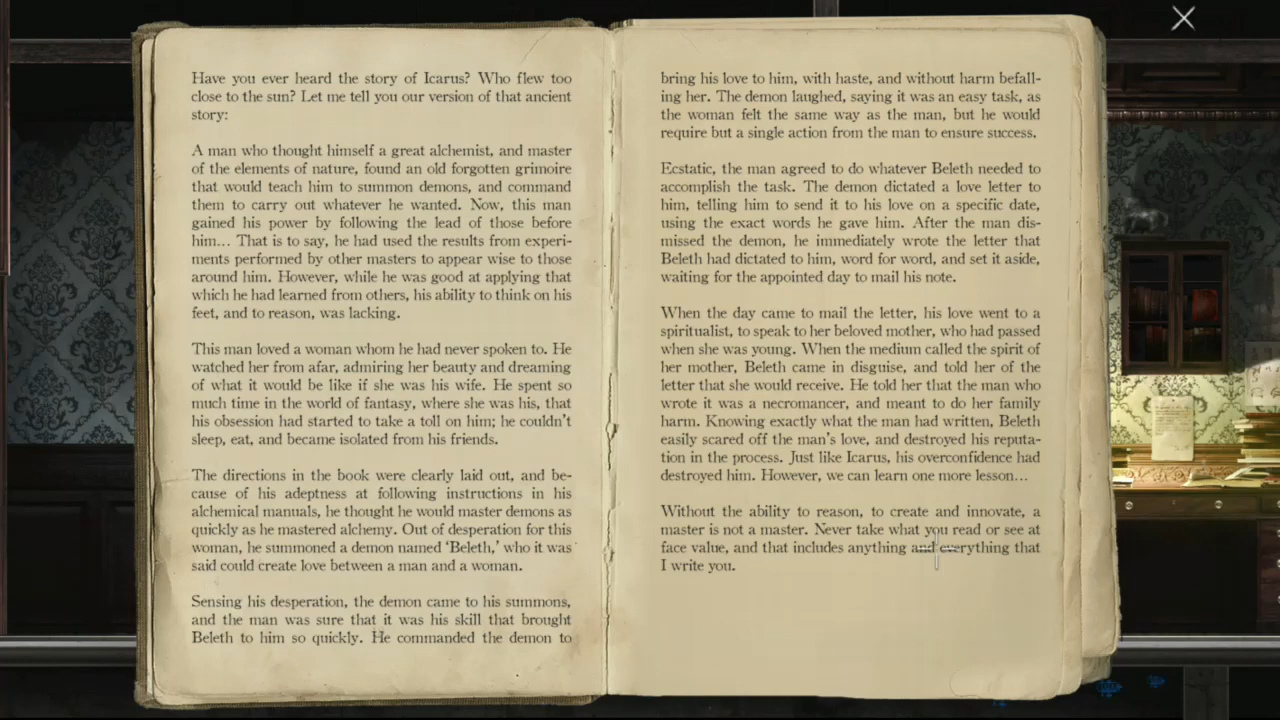 Have you ever heard the story of Icarus? Who flew too
close to the sun? Let me tell you our version of that ancient
story:
A man who thought himself a great alchemist, and master
of the elements of nature, found an old forgotten grimoire
that would teach him to summon demons, and command
them to carry out whatever he wanted. Now, this man
gained his power by following the lead of those before
him... That is to say, he had used the results from experi-
ments performed by other masters to appear wise to those
around him. However, while he was good at applying that
which he had learned from others, his ability to think on his
feet, and to reason, was lacking.
This man loved a woman whom he had never spoken to. He
watched her from afar, admiring her beauty and dreaming
of what it would be like if she was his wife. He spent so
much time in the world of fantasy, where she was his, that
his obsession had started to take a toll on him; he couldn't
sleep, eat, and became isolated from his friends.
The directions in the book were clearly laid out, and be-
cause of his adeptness at following instructions in his
alchemical manuals, he thought he would master demons as
quickly as he mastered alchemy. Out of desperation for this
woman, he summoned a demon named 'Beleth,' who it was
said could create love between a man and a woman.
Sensing his desperation, the demon came to his summons,
and the man was sure that it was his skill that brought
Beleth to him so quickly. He commanded the demon to
bring his love to him, with haste, and without harm befall-
ing her. The demon laughed, saying it was an easy task, as
the woman felt the same way as the man, but he would
require but a single action from the man to ensure success.
Ecstatic, the man agreed to do whatever Beleth needed to
accomplish the task. The demon dictated a love letter to
him, telling him to send it to his love on a specific date,
using the exact words he gave him. After the man dis-
missed the demon, he immediately wrote the letter that
Beleth had dictated to him, word for word, and set it aside,
waiting for the appointed day to mail his note.
When the day came to mail the letter, his love went to a
spiritualist, to speak to her beloved mother, who had passed
when she was young. When the medium called the spirit of
her mother, Beleth came in disguise, and told her of the
letter that she would receive. He told her that the man who
wrote it was a necromancer, and meant to do her family
harm. Knowing exactly what the man had written, Beleth
easily scared off the man's love, and destroyed his reputa-
tion in the process. Just like Icarus, his overconfidence had
destroyed him. However, we can learn one more lesson...
Without the ability to reason, to create and innovate, a
master is not a master. Never take what you read or see at
face value, and that includes anything and everything that
I write you.